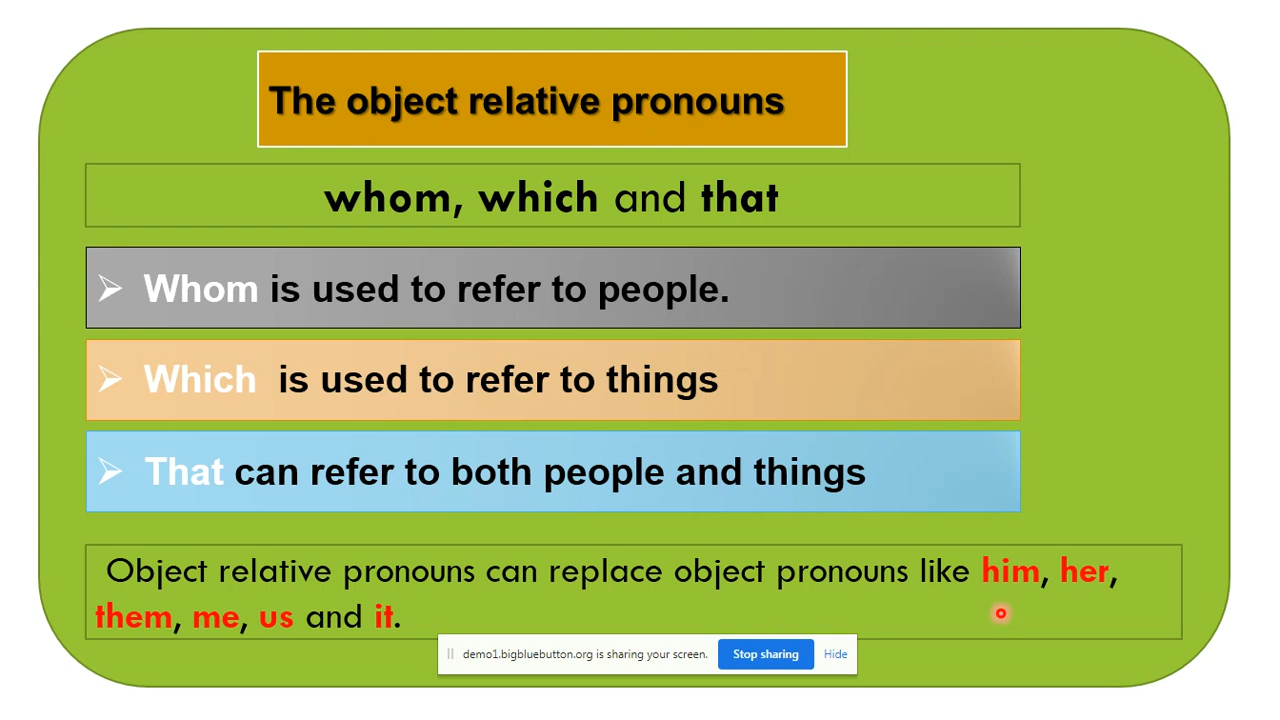 The object relative pronouns
whom, which and that
Whom is used to refer to people.
Which is used to refer to things
That can refer to both people and things
Object relative pronouns can replace object pronouns like him, her,
them, me, us and it.
demo1.bigbluebutton.org is sharing your screen. Stop sharing Hide